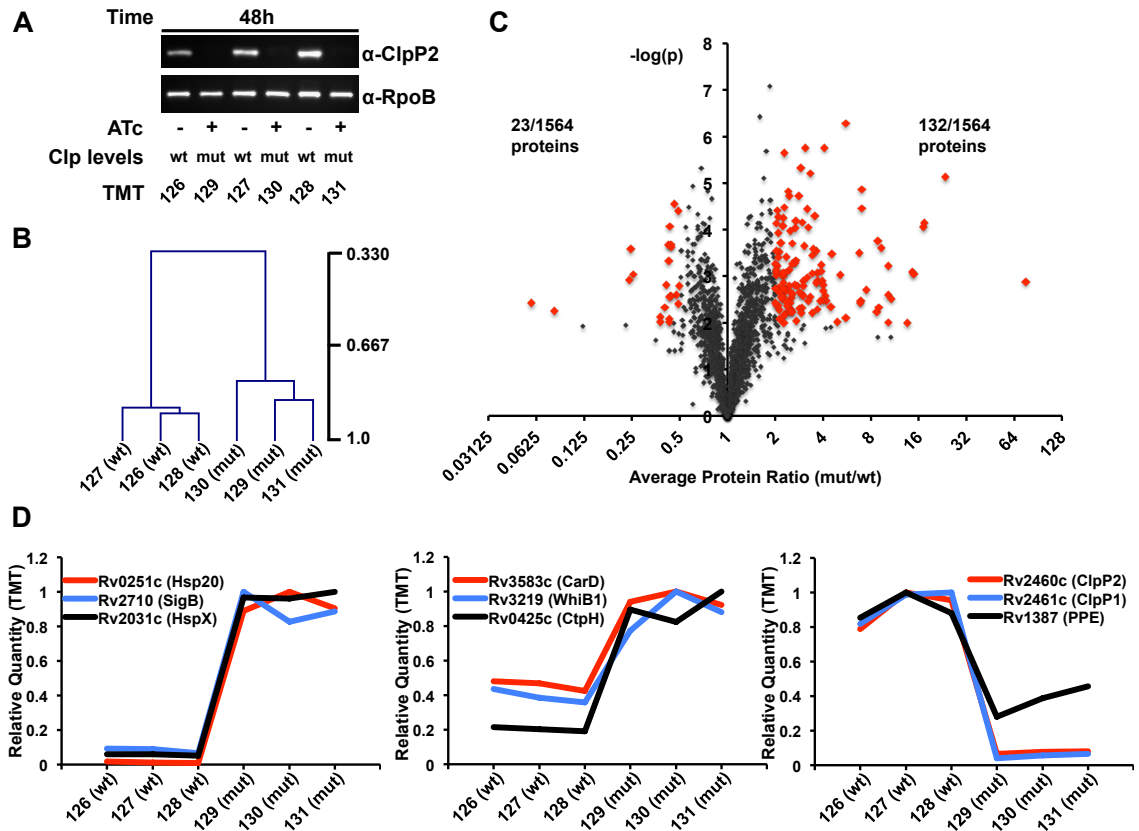 A
Time 48h
α-ClpP2
α-RpoB
ATc - + - + - +
Clp levels wt mut wt mut wt mut
TMT 126 129 127 130 128 131
B
0.330
0.667
1.0
127 (wt) 126 (wt) 128 (wt) 130 (mut) 129 (mut) 131 (mut)
C
-log(p)
8
7
6
5
4
3
2
1
0
23/1564
proteins
132/1564
proteins
0.03125 0.0625 0.125 0.25 0.5 1 2 4 8 16 32 64 128
Average Protein Ratio (mut/wt)
D
Relative Quantity (TMT)
1.2
1
0.8
0.6
0.4
0.2
0
Rv0251c (Hsp20)
Rv2710 (SigB)
Rv2031c (HspX)
126 (wt) 127 (wt) 128 (wt) 129 (mut) 130 (mut) 131 (mut)
Relative Quantity (TMT)
1.2
1
0.8
0.6
0.4
0.2
0
Rv3583c (CarD)
Rv3219 (WhiB1)
Rv0425c (CtpH)
126 (wt) 127 (wt) 128 (wt) 129 (mut) 130 (mut) 131 (mut)
Relative Quantity (TMT)
1.2
1
0.8
0.6
0.4
0.2
0
Rv2460c (ClpP2)
Rv2461c (ClpP1)
Rv1387 (PPE)
126 (wt) 127 (wt) 128 (wt) 129 (mut) 130 (mut) 131 (mut)